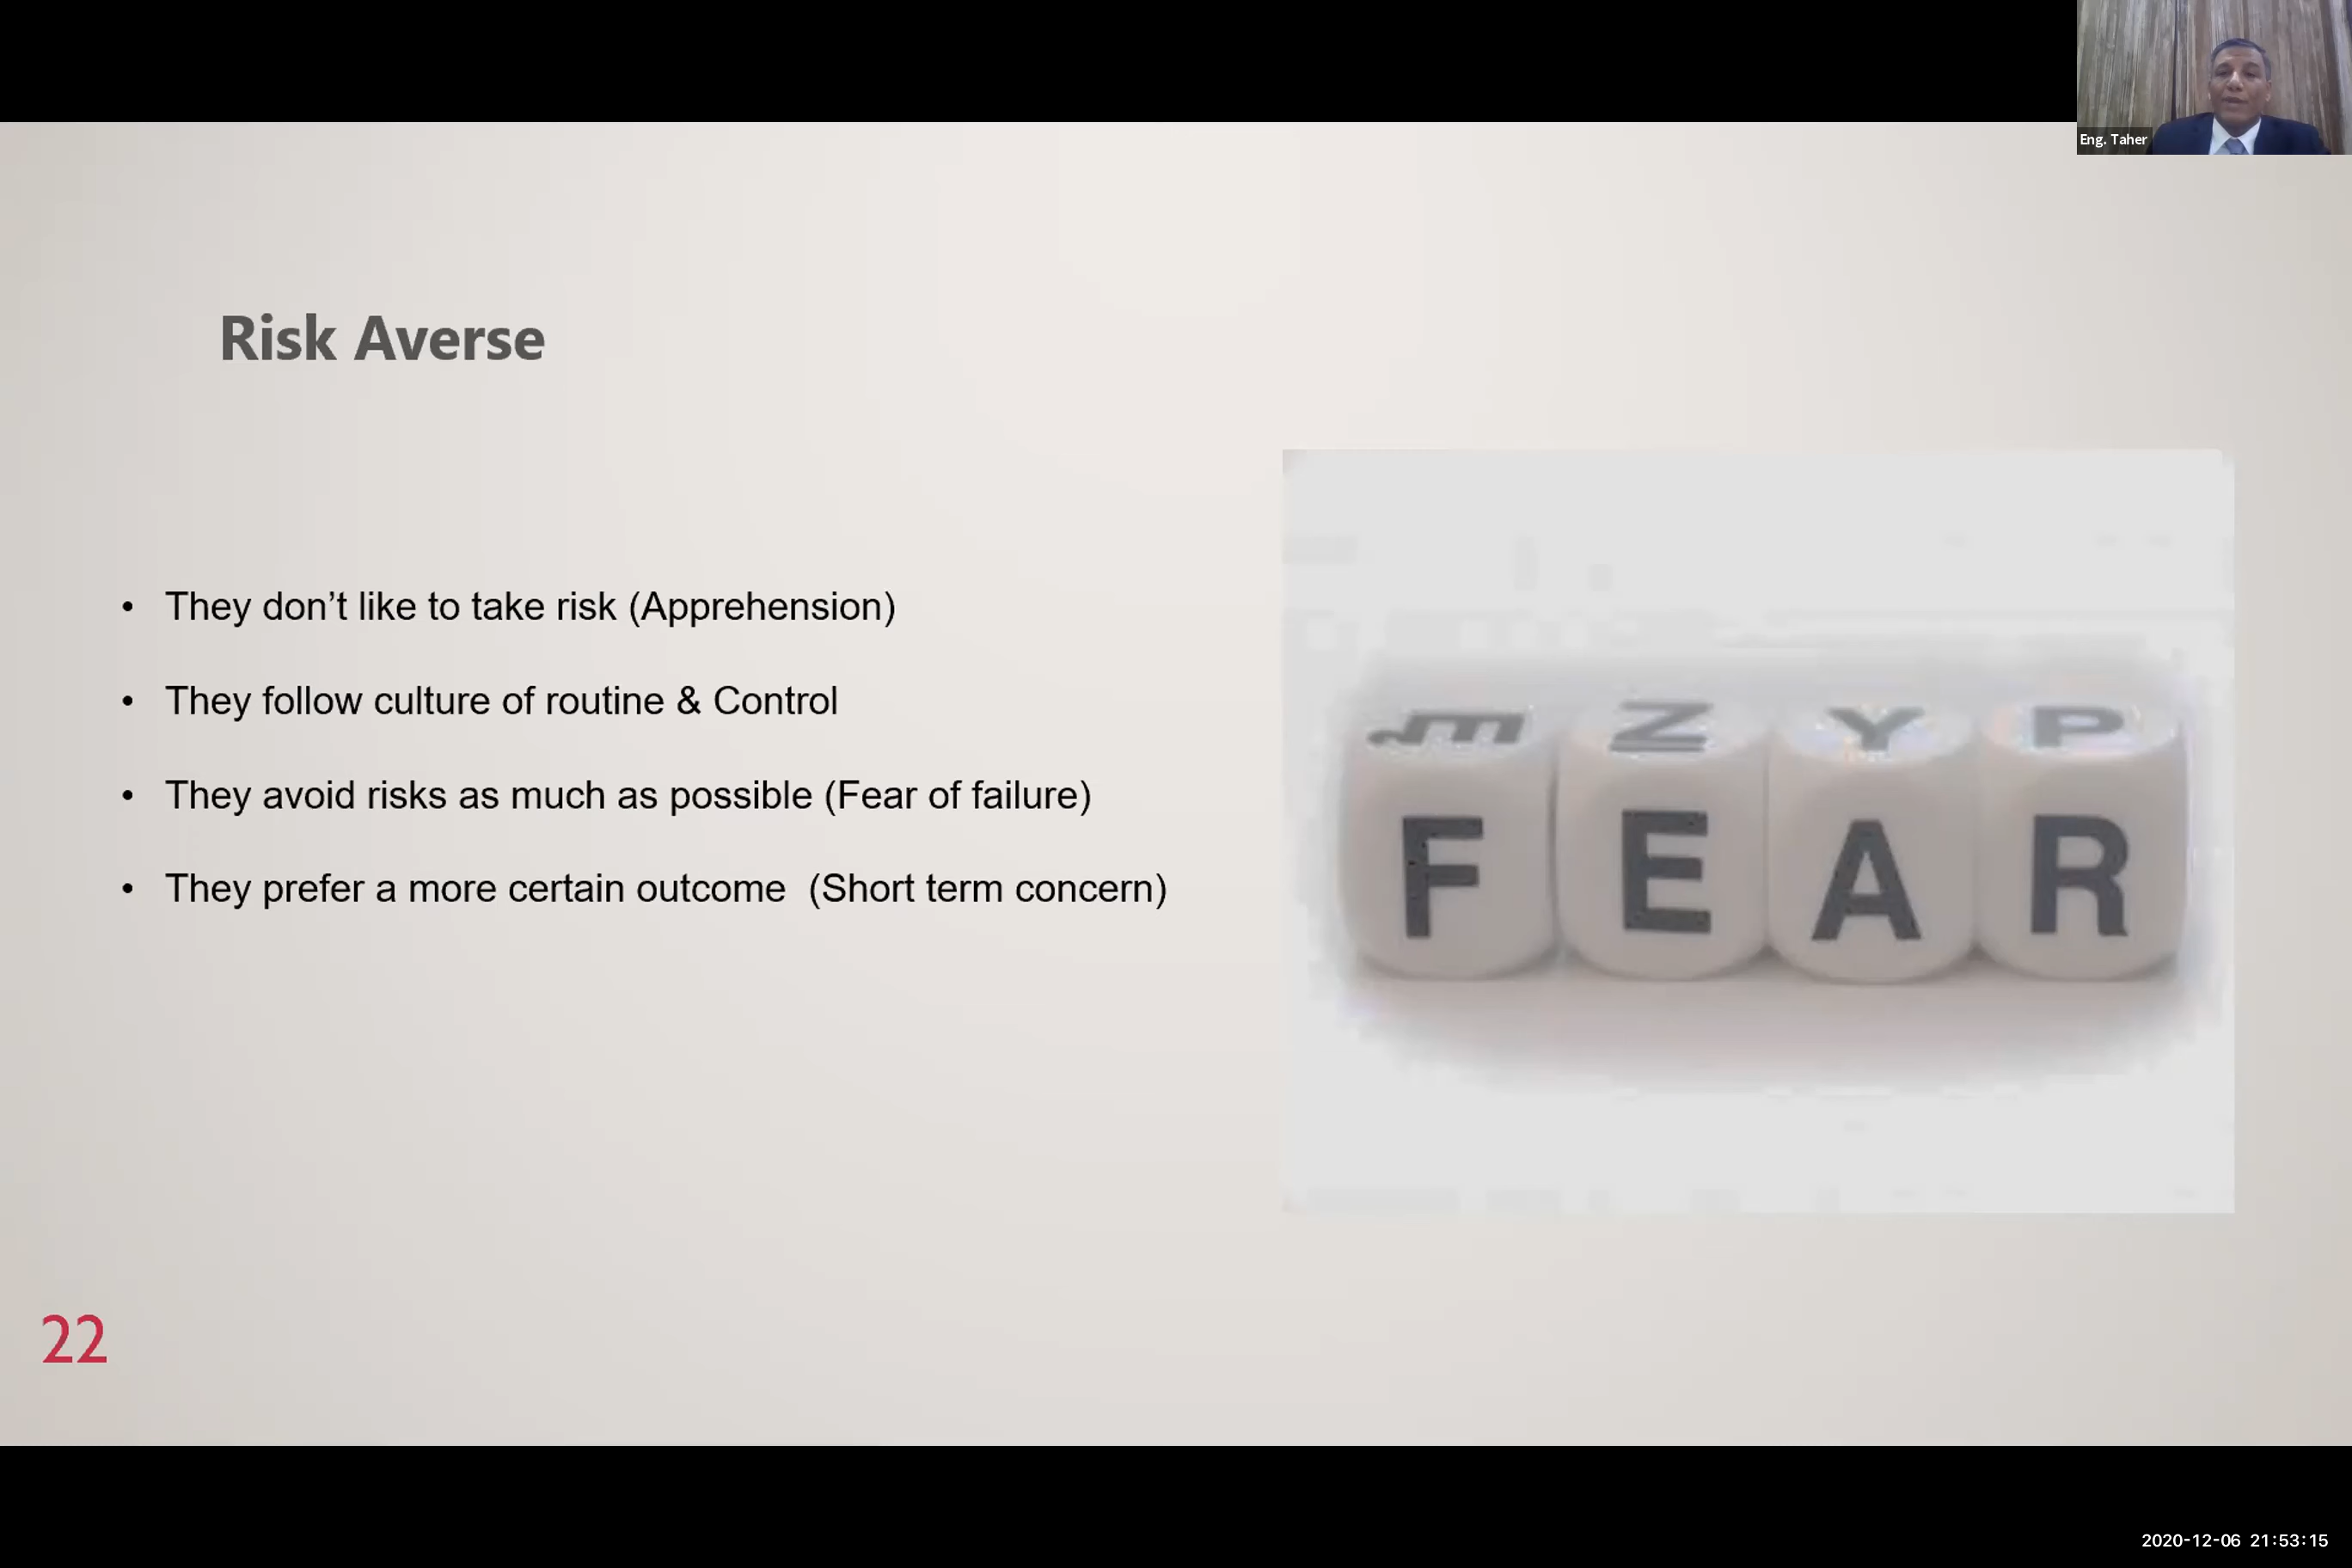 Eng. Taher
Risk Averse
• They don’t like to take risk (Apprehension)
• They follow culture of routine & Control
• They avoid risks as much as possible (Fear of failure)
• They prefer a more certain outcome  (Short term concern)
Z Y P
F E A R
22
2020-12-06 21:53:15